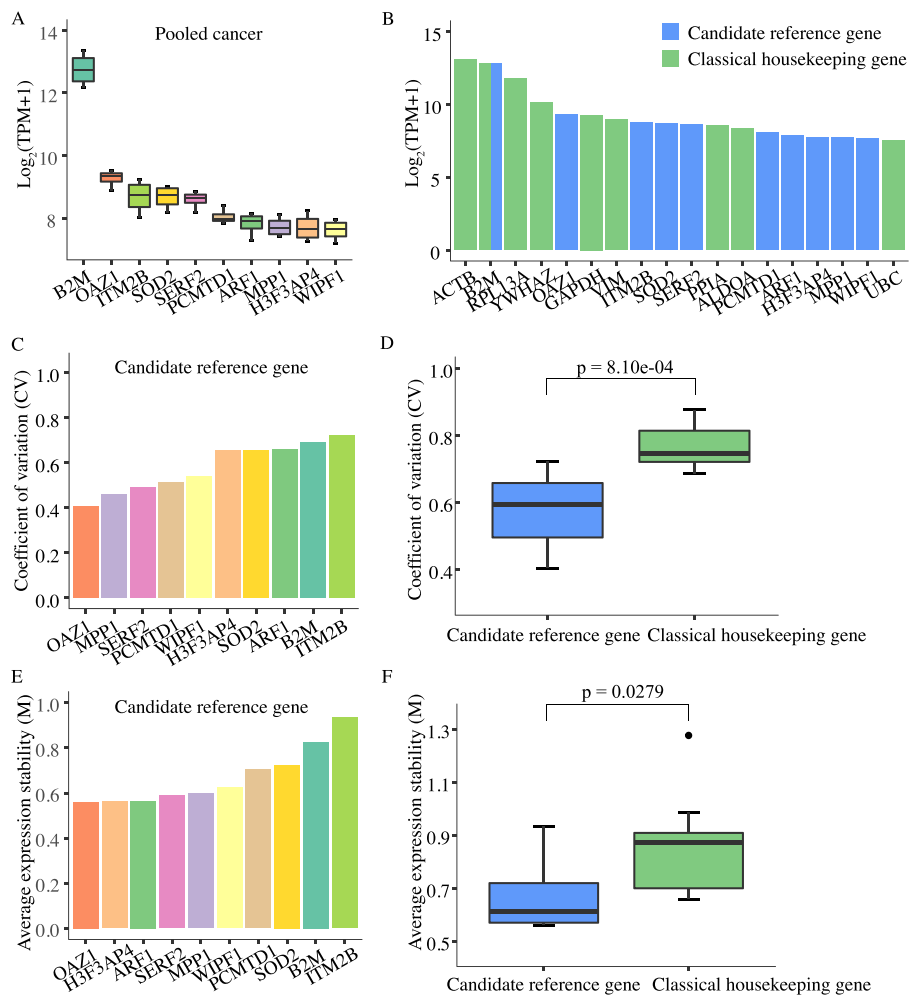 A
Pooled cancer
Log2(TPM+1)
14
12
10
8
B2M
OAZ1
ITM2B
SOD2
SERF2
PCMTD1
ARF1
MPP1
H3F3AP4
WIPF1
B
Candidate reference gene
Classical housekeeping gene
Log2(TPM+1)
15
10
5
0
ACTB
B2M
RPL13A
YWHAZ
OAZ1
GAPDH
VIM
ITM2B
SOD2
SERF2
PPIA
ALDOA
PCMTD1
ARF1
H3F3AP4
MPP1
WIPF1
UBC
C
Candidate reference gene
Coefficient of variation (CV)
1.0
0.8
0.6
0.4
0.2
0.0
OAZ1
MPP1
SERF2
PCMTD1
WIPF1
H3F3AP4
SOD2
ARF1
B2M
ITM2B
D
p = 8.10e-04
Coefficient of variation (CV)
1.0
0.8
0.6
0.4
Candidate reference gene
Classical housekeeping gene
E
Candidate reference gene
Average expression stability (M)
1.0
0.8
0.6
0.4
0.2
0.0
OAZ1
H3F3AP4
ARF1
SERF2
MPP1
WIPF1
PCMTD1
SOD2
B2M
ITM2B
F
p = 0.0279
Average expression stability (M)
1.3
0.9
0.7
0.5
Candidate reference gene
Classical housekeeping gene